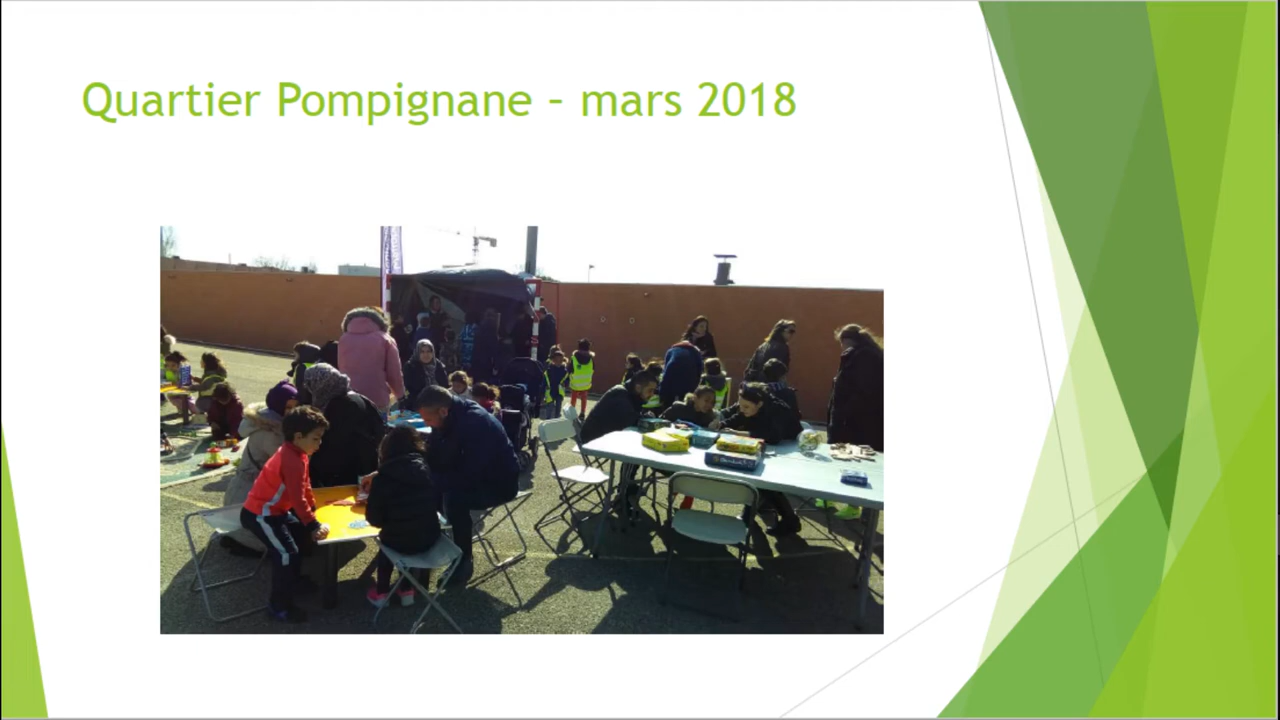 Quartier Pompignane – mars 2018